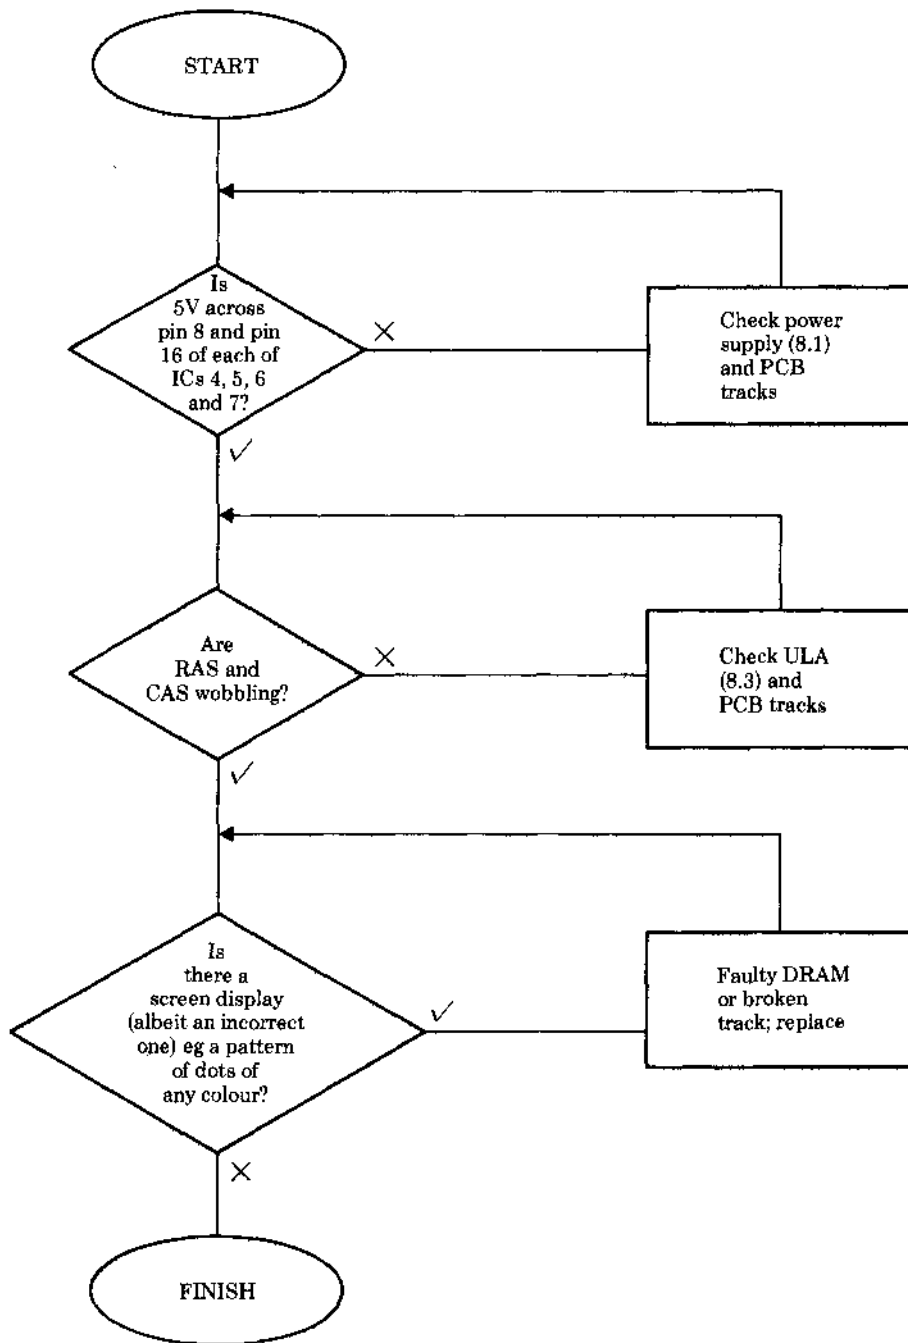 START
Is
5V across
pin 8 and pin
16 of each of
ICs 4, 5, 6
and 7?
Check power
supply (8.1)
and PCB
tracks
Are
RAS and
CAS wobbling?
Check ULA
(8.3) and
PCB tracks
Is
there a
screen display
(albeit an incorrect
one) eg a pattern
of dots of
any colour?
Faulty DRAM
or broken
track; replace
FINISH